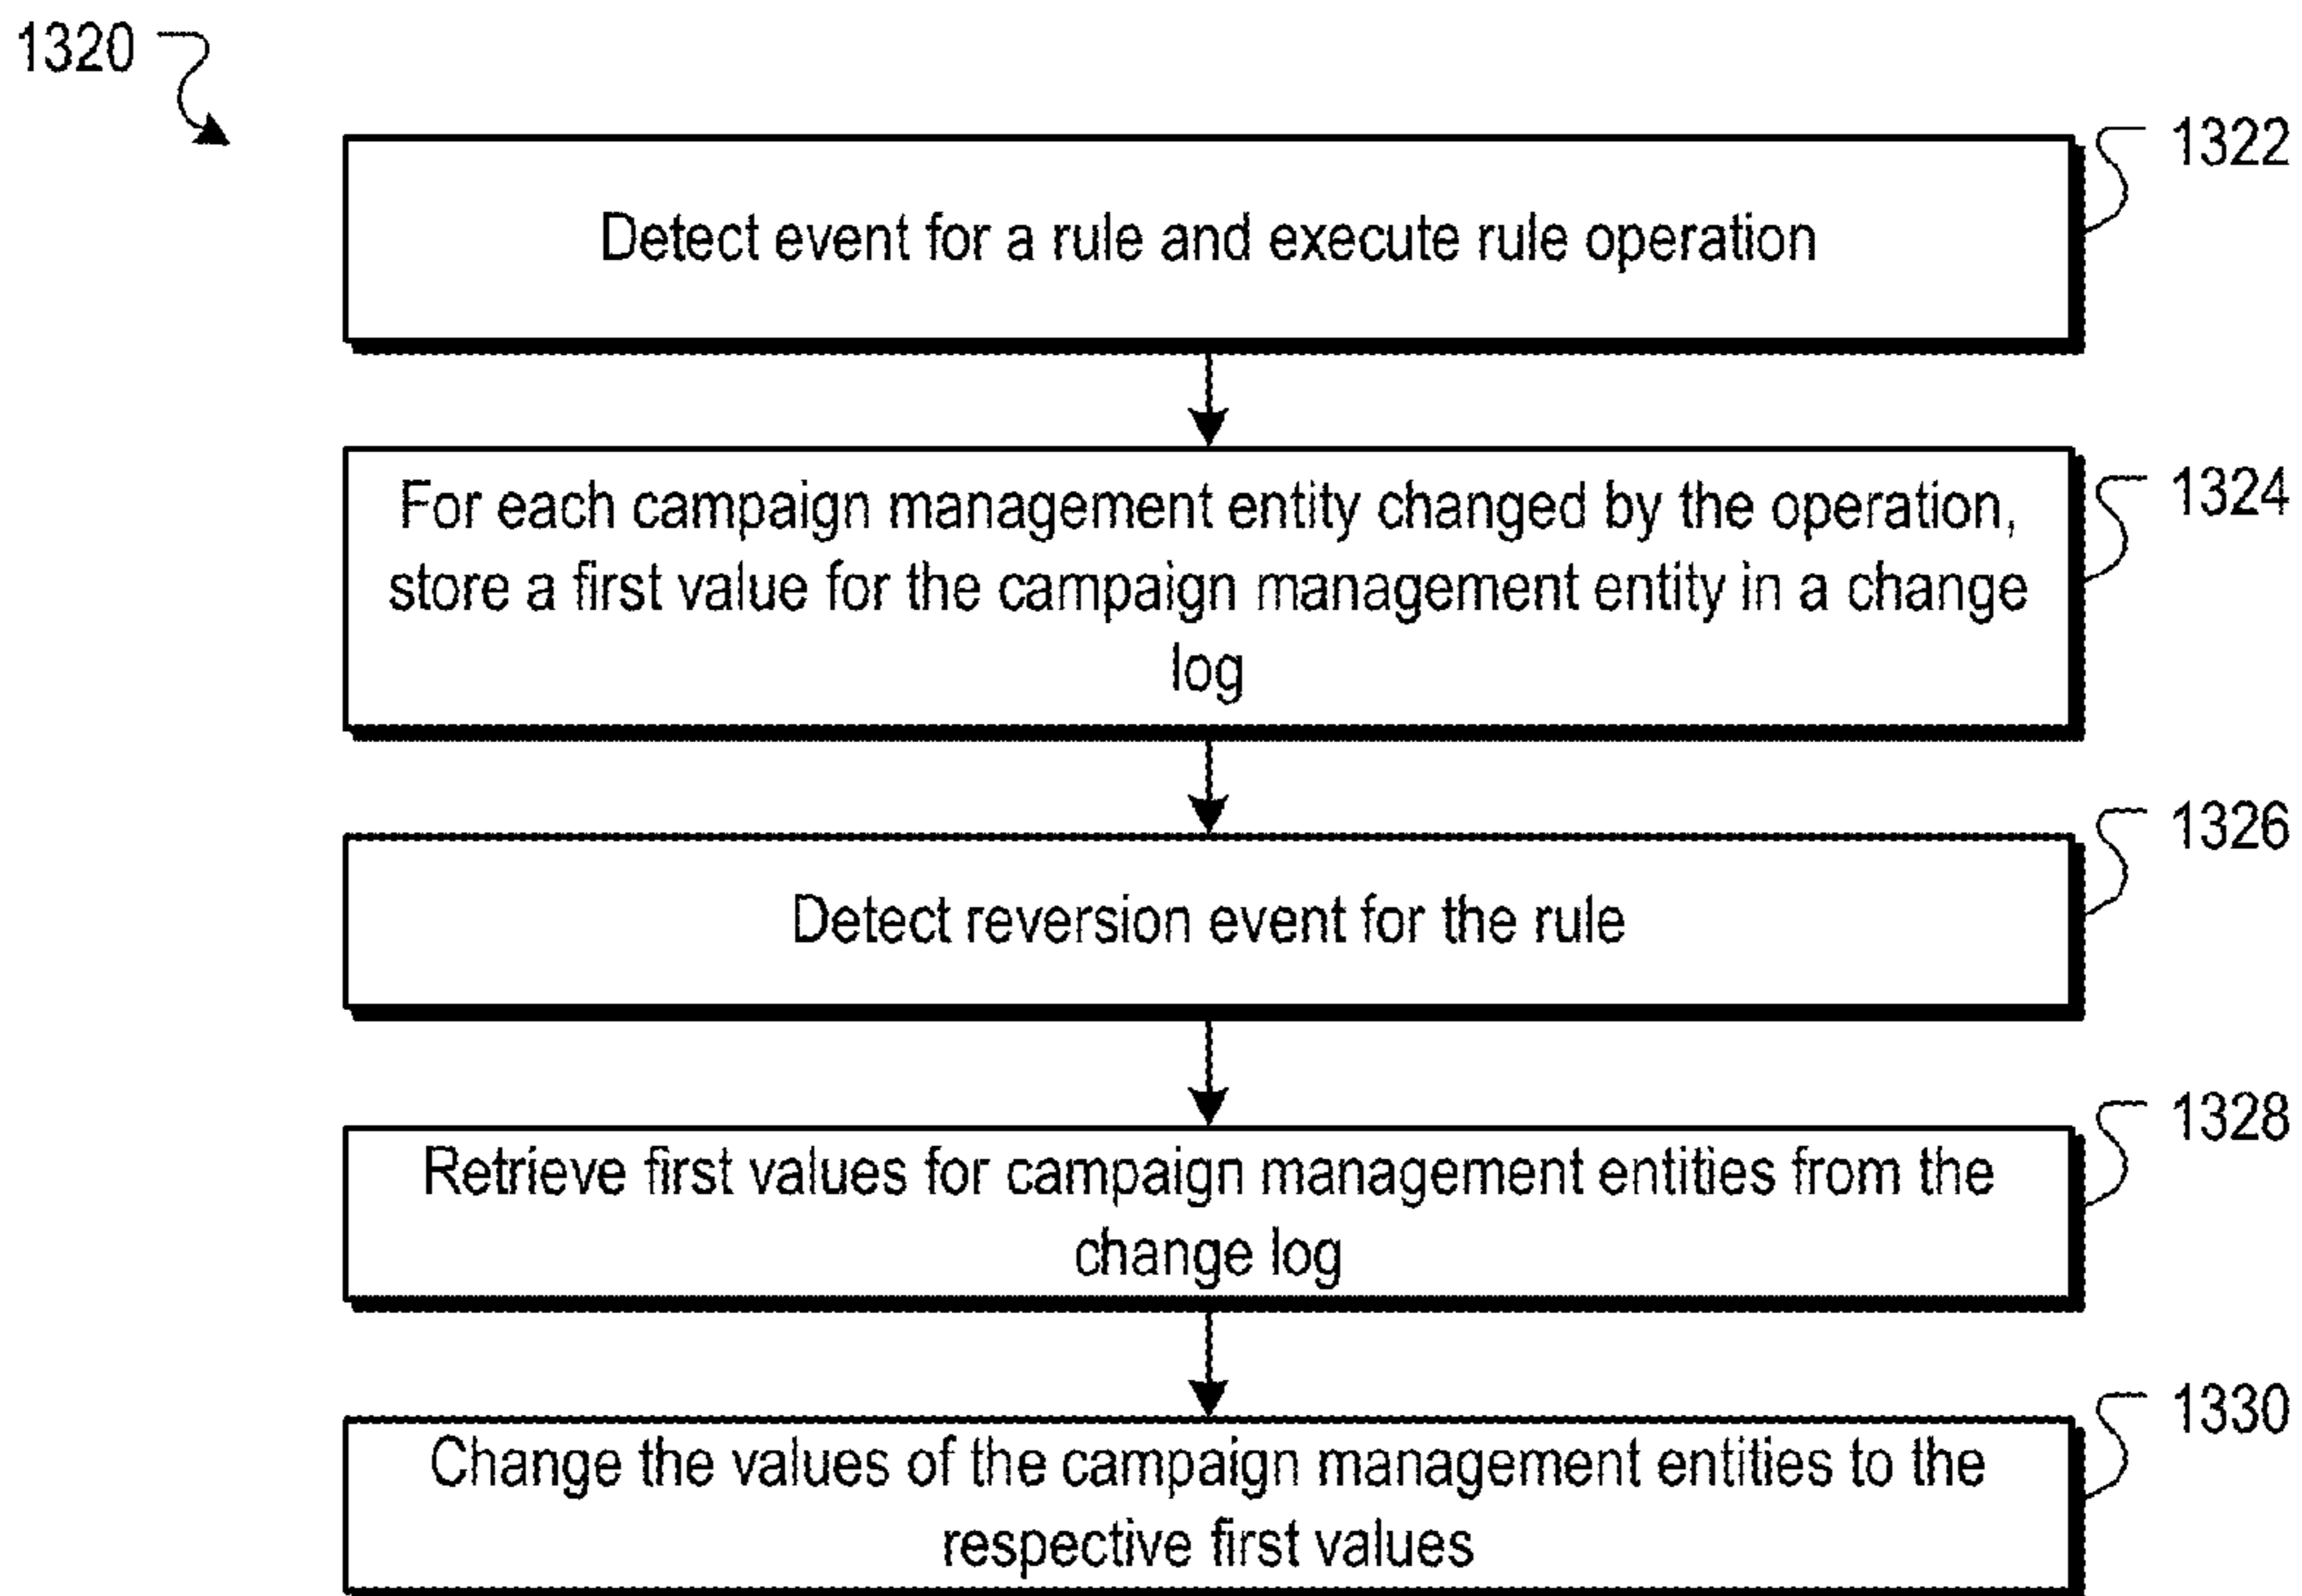 1320
1322
Detect event for a rule and execute rule operation
1324
For each campaign management entity changed by the operation,
store a first value for the campaign management entity in a change
log
1326
Detect reversion event for the rule
1328
Retrieve first values for campaign management entities from the
change log
1330
Change the values of the campaign management entities to the
respective first values